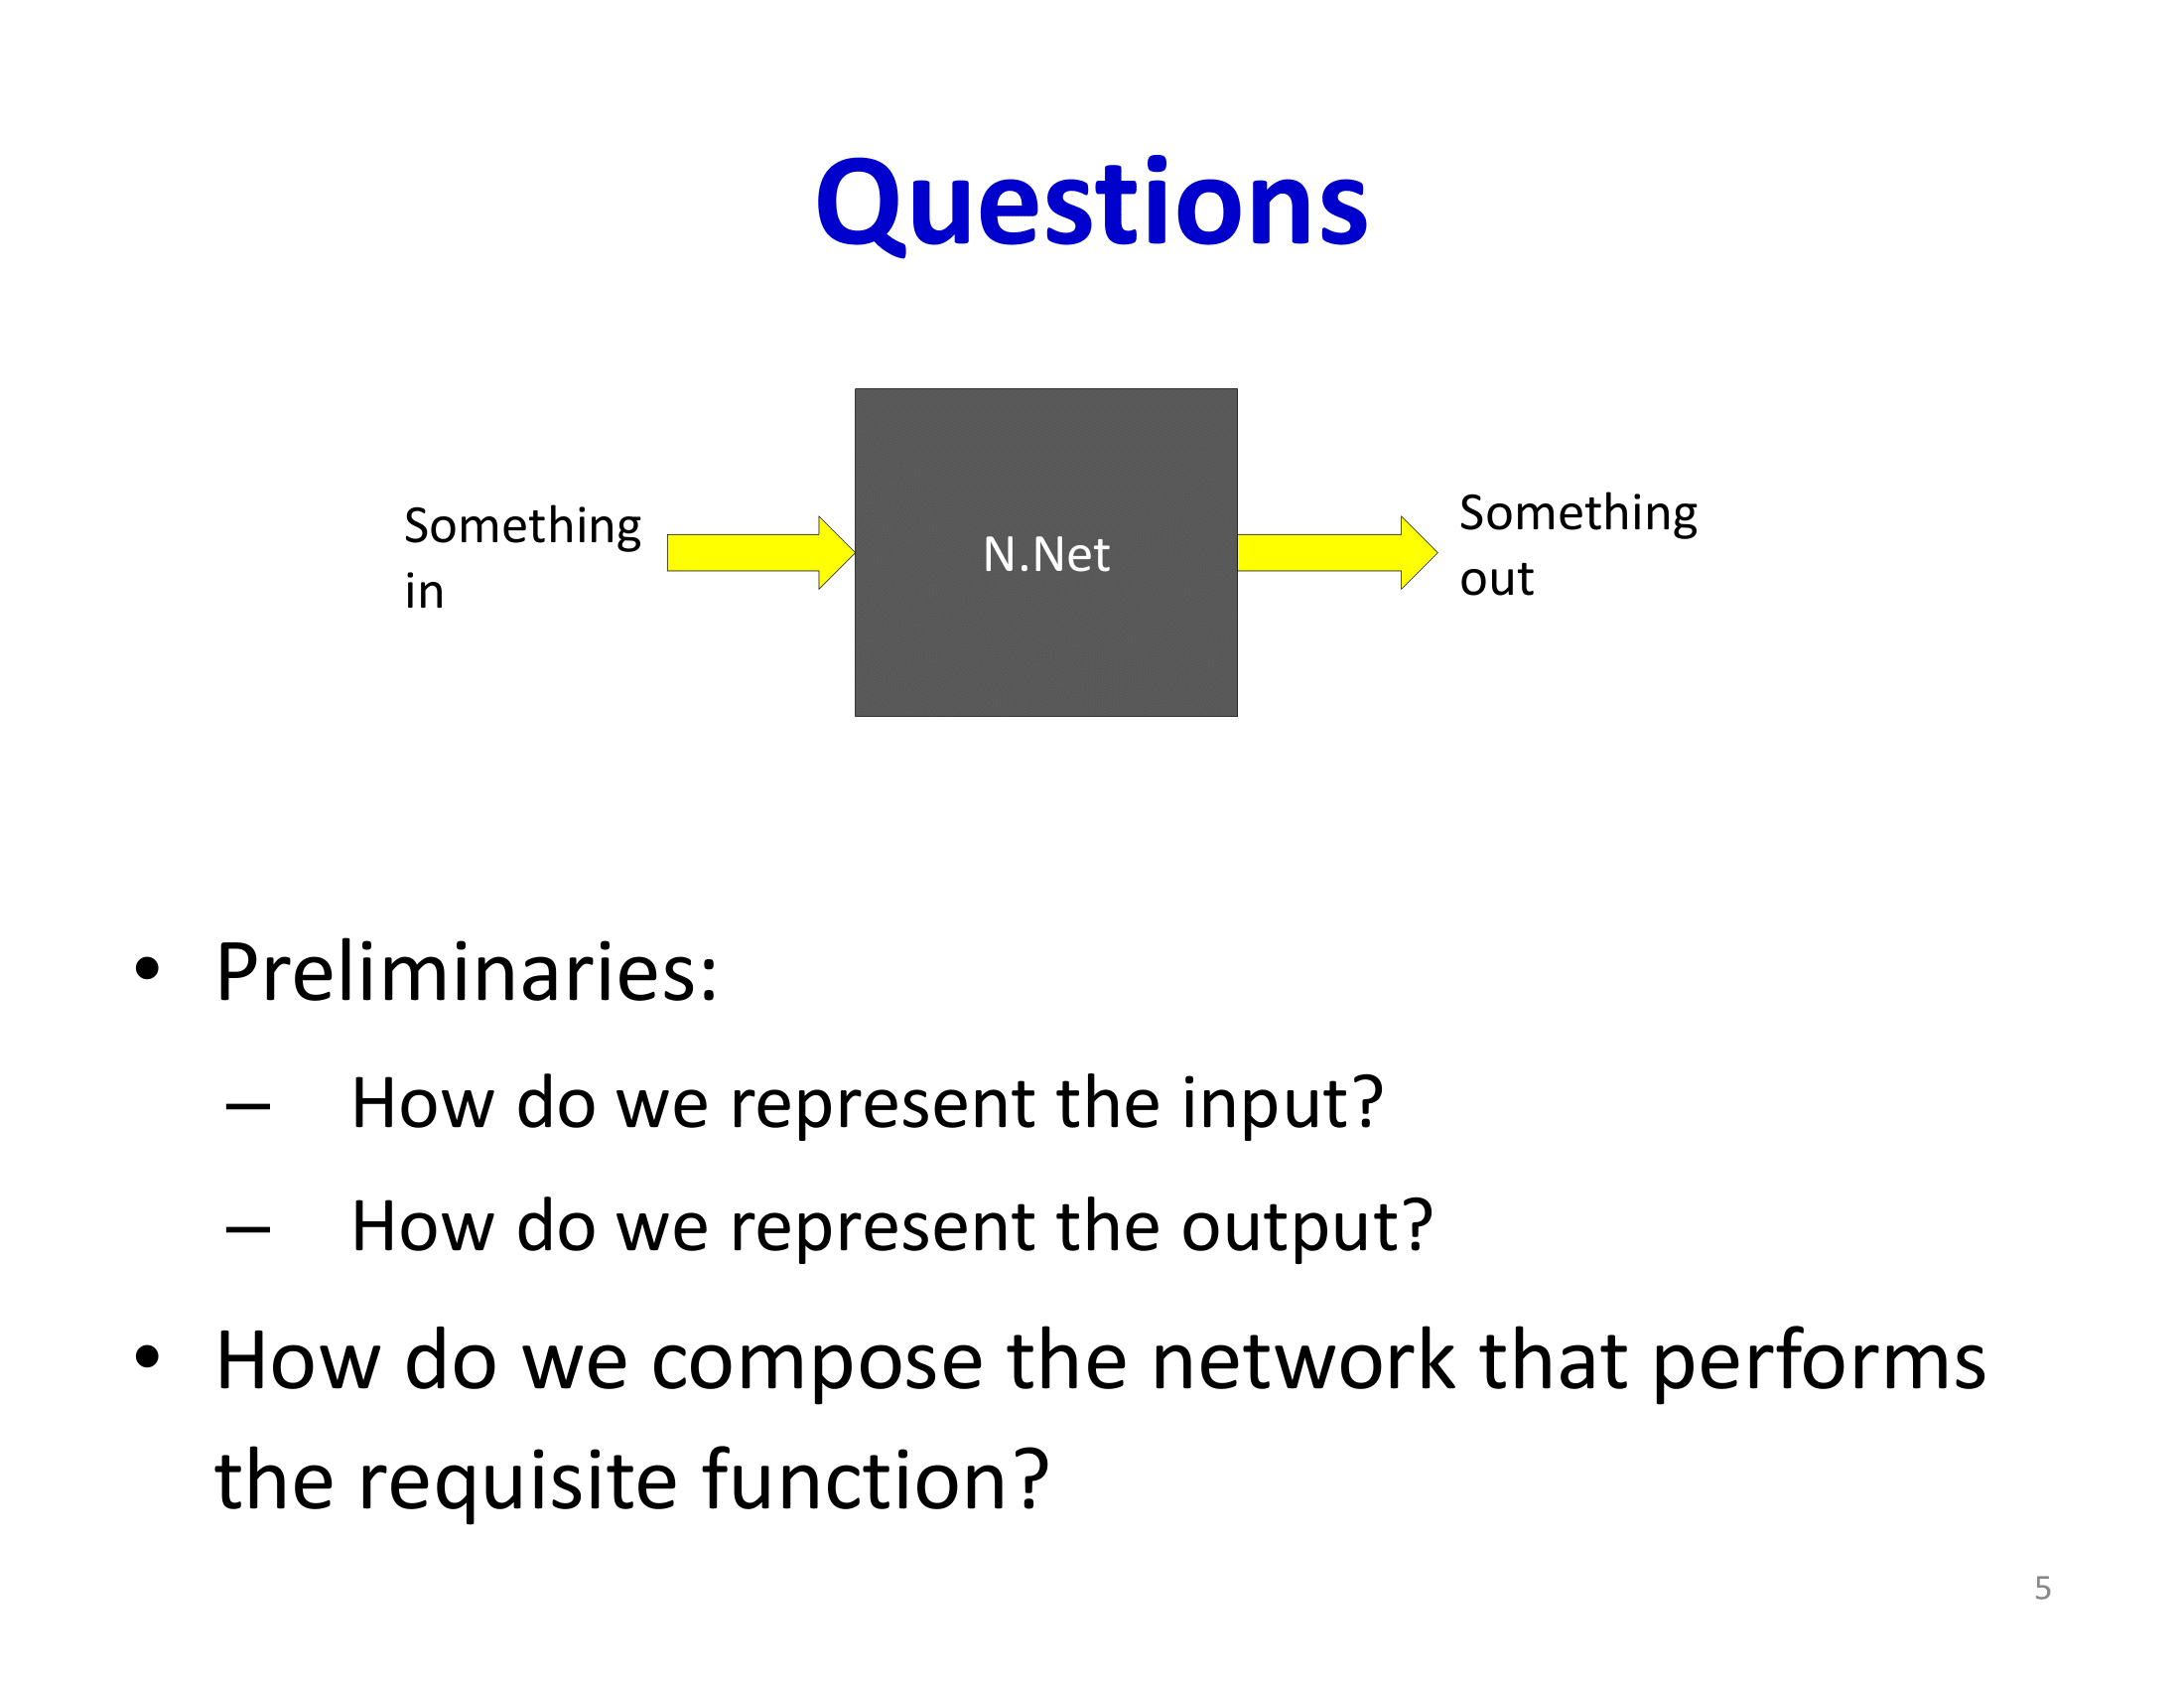 Questions
Something
in
N.Net
Something
out
• Preliminaries:
– How do we represent the input?
– How do we represent the output?
• How do we compose the network that performs
the requisite function?
5